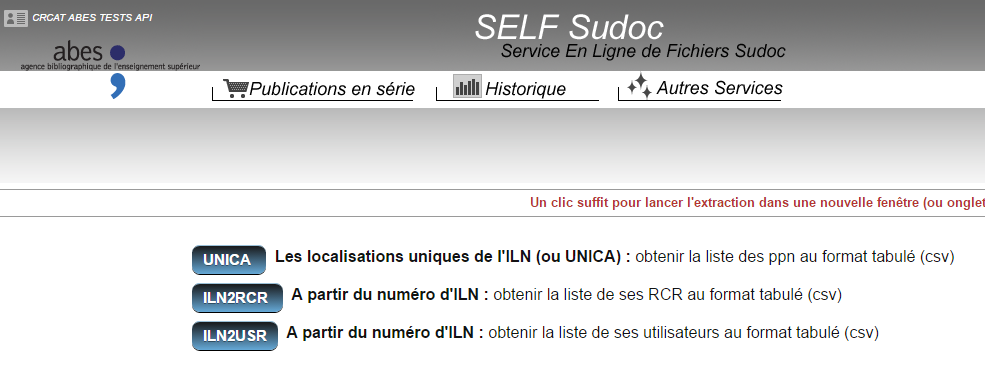 CRCAT ABES TESTS API
SELF Sudoc
Service En Ligne de Fichiers Sudoc
abes
agence bibliographique de l'enseignement supérieur
Publications en série
Historique
Autres Services
Un clic suffit pour lancer l'extraction dans une nouvelle fenêtre (ou onglet
UNICA Les localisations uniques de l'ILN (ou UNICA) : obtenir la liste des ppn au format tabulé (csv)
ILN2RCR A partir du numéro d'ILN : obtenir la liste de ses RCR au format tabulé (csv)
ILN2USR A partir du numéro d'ILN : obtenir la liste de ses utilisateurs au format tabulé (csv)